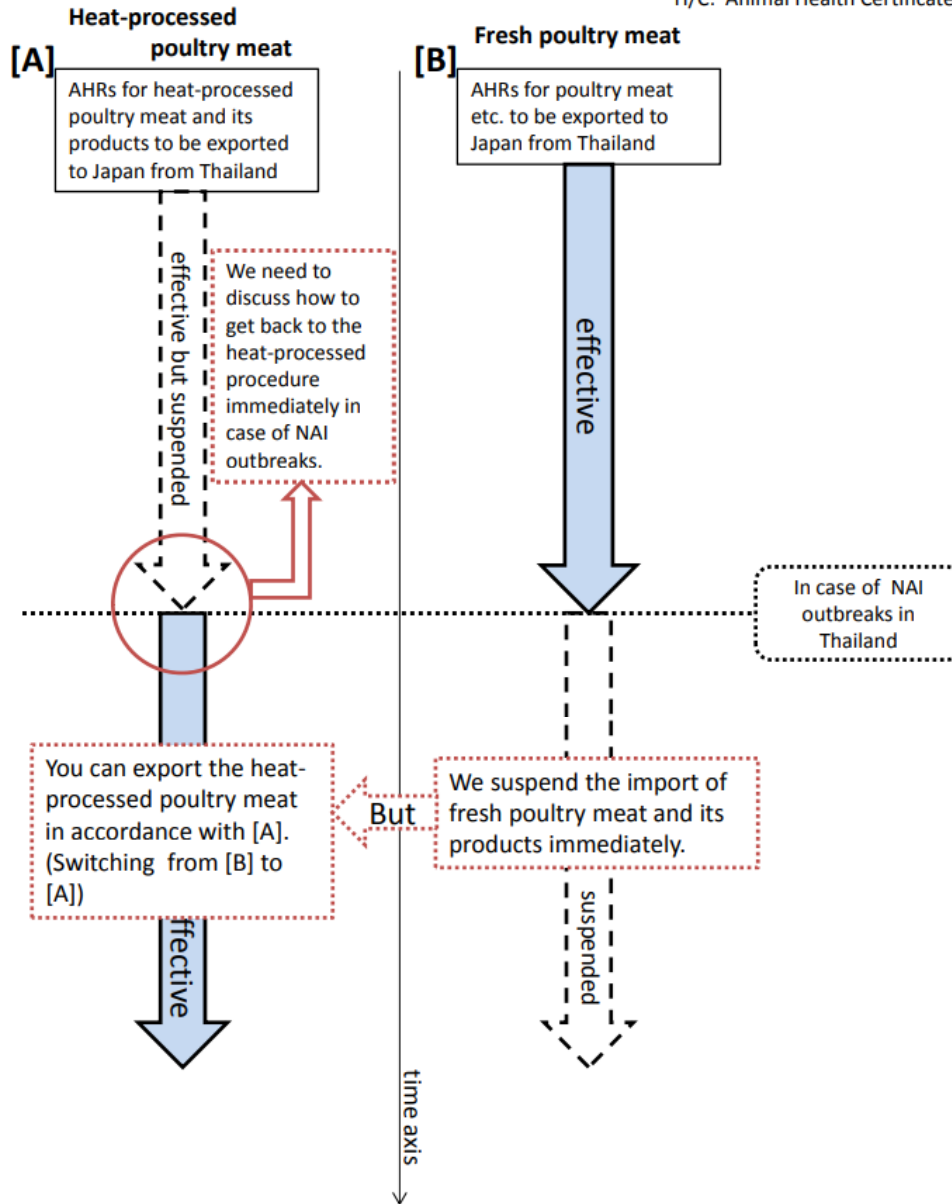 H/C: Animal Health Certificate
Heat-processed
poultry meat
[A]
AHRs for heat-processed
poultry meat and its
products to be exported
to Japan from Thailand
Fresh poultry meat
[B]
AHRs for poultry meat
etc. to be exported to
Japan from Thailand
effective but suspended
We need to
discuss how to
get back to the
heat-processed
procedure
immediately in
case of NAI
outbreaks.
effective
In case of NAI
outbreaks in
Thailand
You can export the heat-
processed poultry meat
in accordance with [A].
(Switching from [B] to
[A])
But
We suspend the import of
fresh poultry meat and its
products immediately.
ffective
suspended
time axis